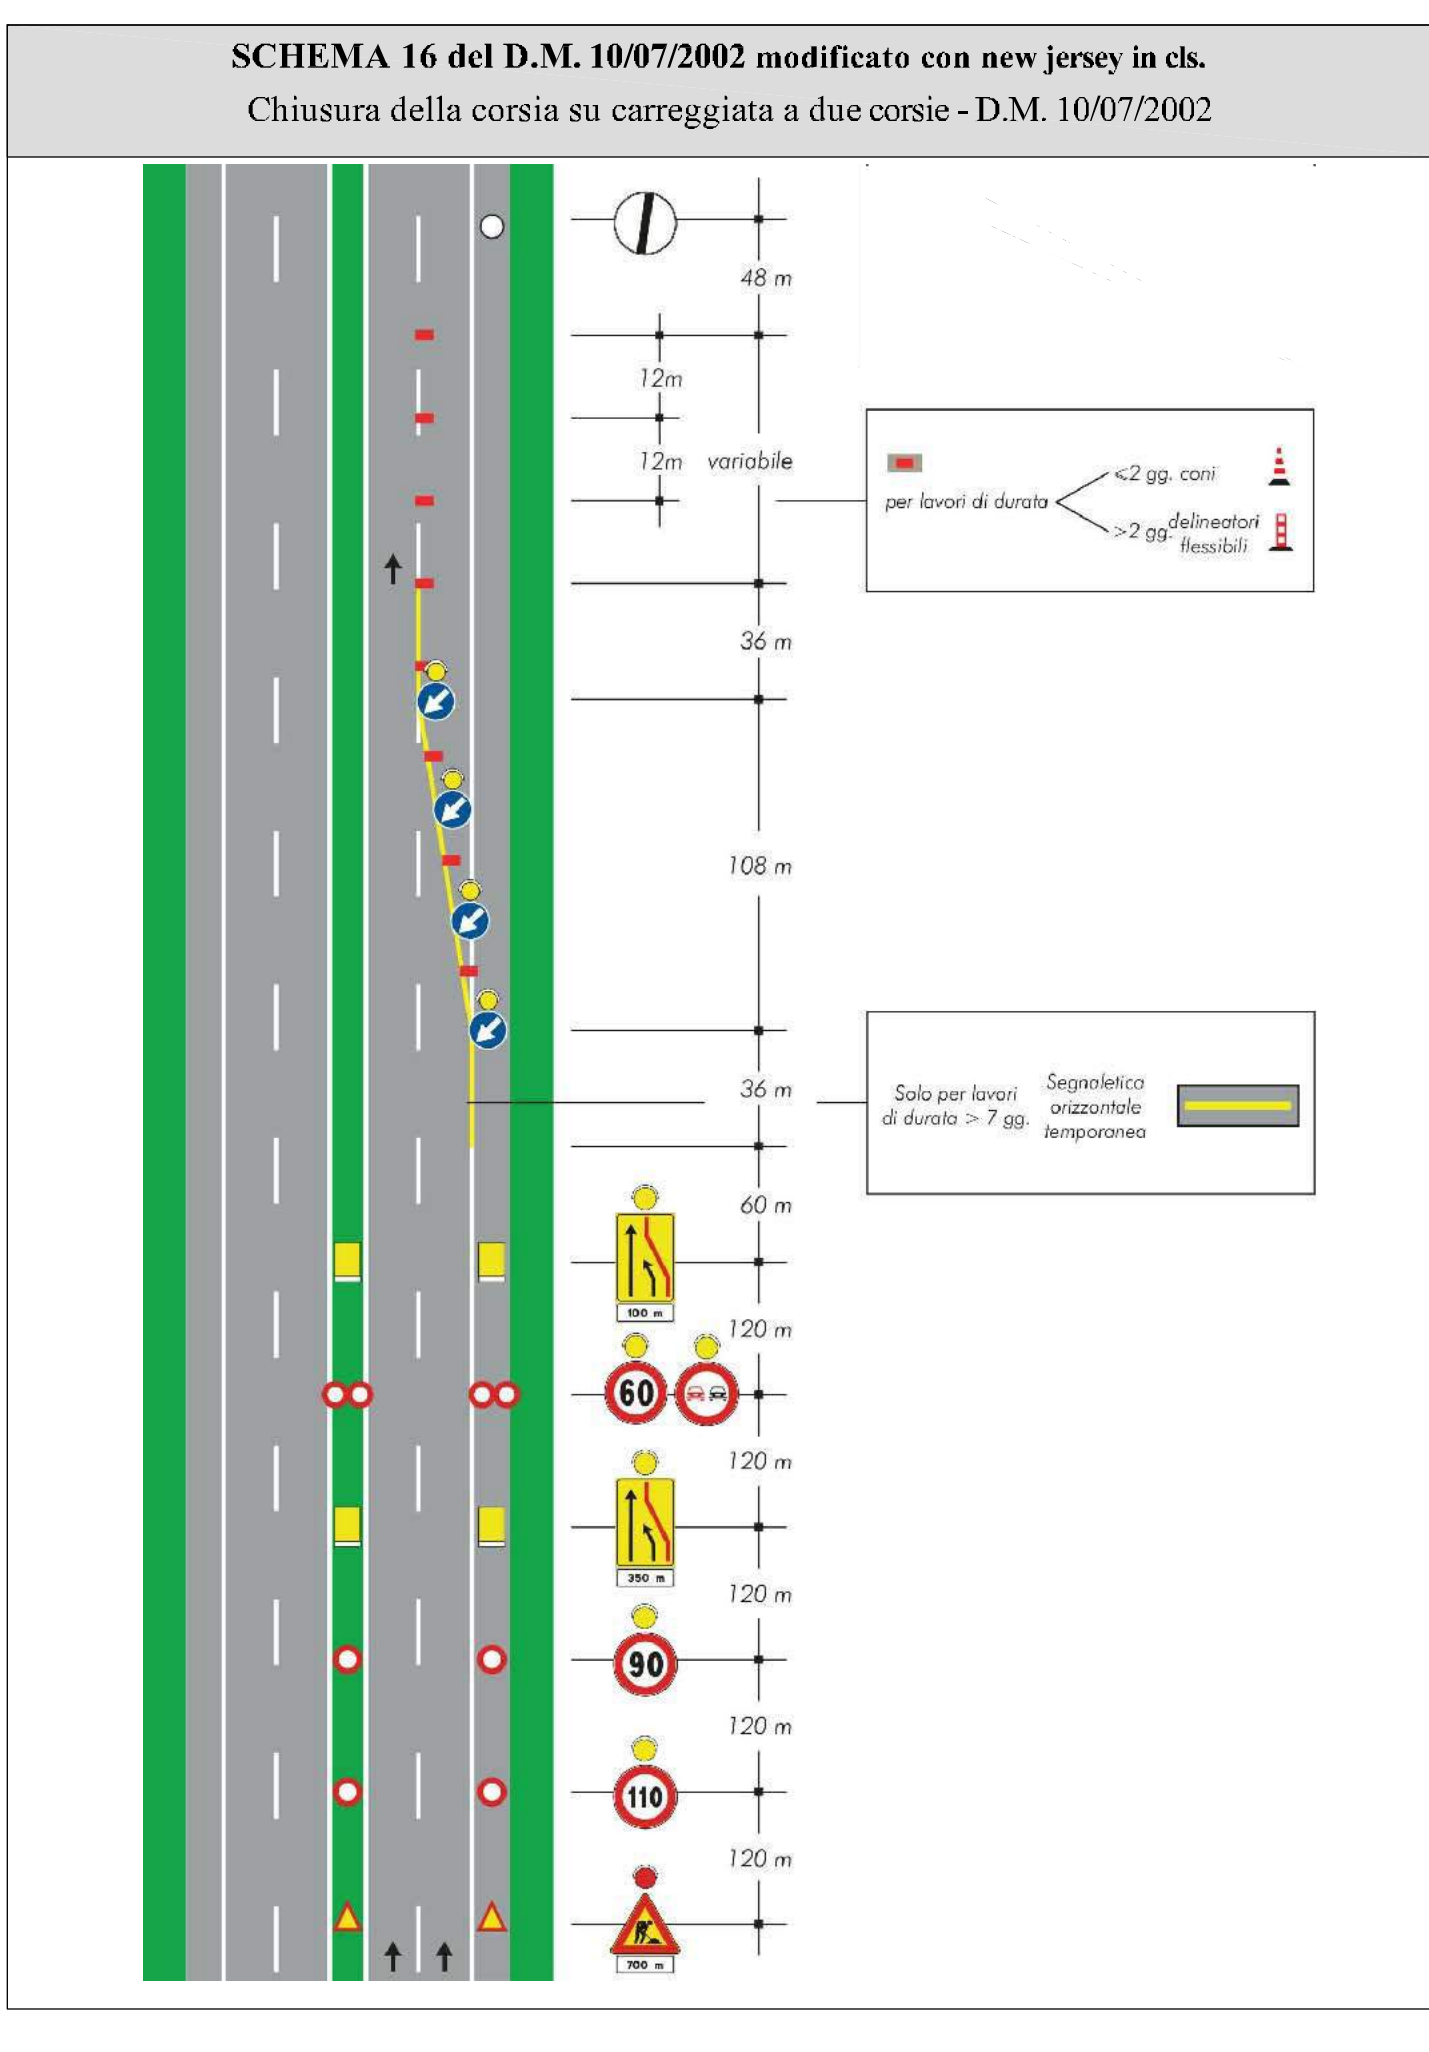 SCHEMA 16 del D.M. 10/07/2002 modificato con new jersey in cls.
Chiusura della corsia su carreggiata a due corsie - D.M. 10/07/2002
48 m
12m
12m variabile
per lavori di durata
⩽2 gg. coni
>2 gg. delineatori
flessibili
36 m
108 m
36 m
Solo per lavori
di durata > 7 gg.
Segnaletica
orizzontale
temporanea
60 m
100 m
120 m
60
120 m
350 m
120 m
90
120 m
110
120 m
700 m